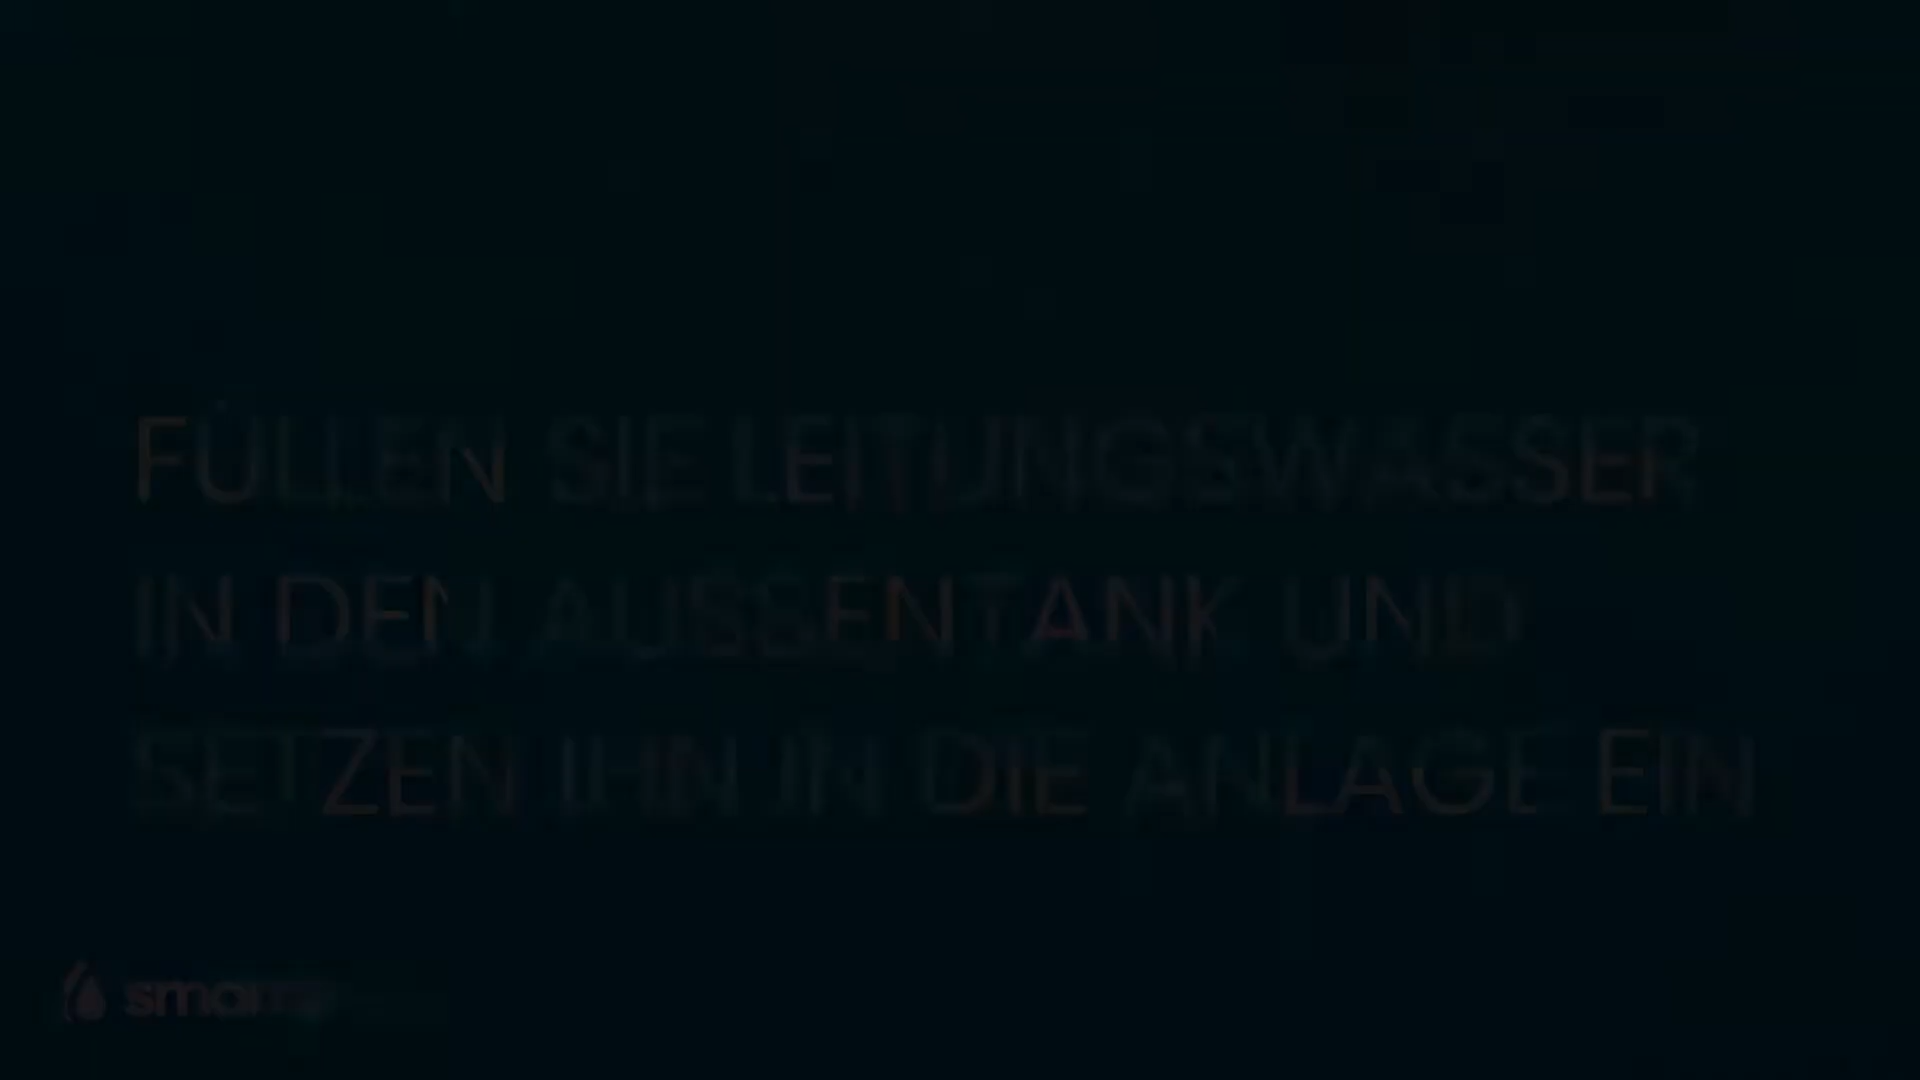 FÜLLEN SIE LEITUNGSWASSER
IN DEN AUSSENTANK UND
SETZEN IHN IN DIE ANLAGE EIN